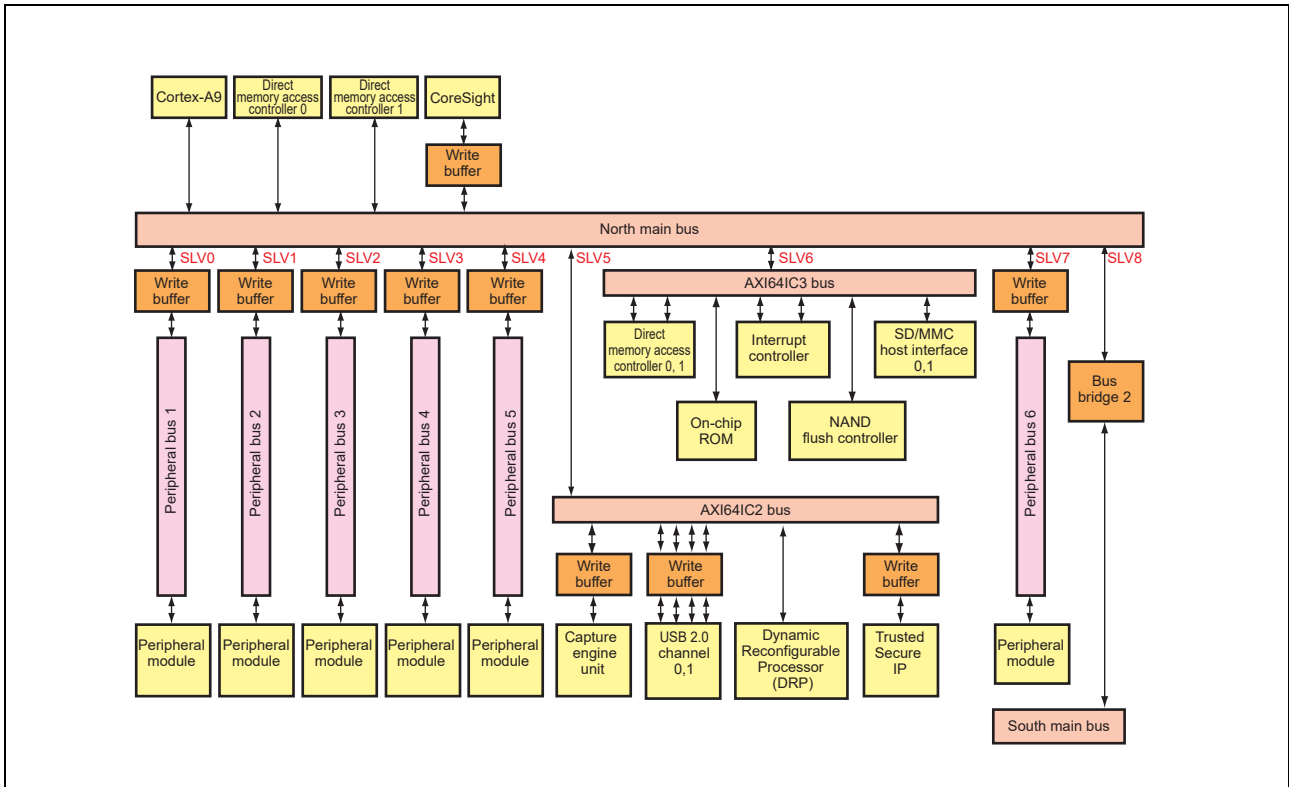 Cortex-A9
Direct
memory access
controller 0
Direct
memory access
controller 1
CoreSight
Write
buffer
North main bus
SLV0
SLV1
SLV2
SLV3
SLV4
SLV5
SLV6
SLV7
SLV8
Write
buffer
Write
buffer
Write
buffer
Write
buffer
Write
buffer
AXI64IC3 bus
Write
buffer
Direct
memory access
controller 0, 1
Interrupt
controller
SD/MMC
host interface
0,1
On-chip
ROM
NAND
flush controller
Bus
bridge 2
Peripheral bus 1
Peripheral bus 2
Peripheral bus 3
Peripheral bus 4
Peripheral bus 5
Peripheral bus 6
AXI64IC2 bus
Write
buffer
Write
buffer
Write
buffer
Peripheral
module
Peripheral
module
Peripheral
module
Peripheral
module
Peripheral
module
Capture
engine
unit
USB 2.0
channel
0,1
Dynamic
Reconfigurable
Processor
(DRP)
Trusted
Secure
IP
Peripheral
module
South main bus